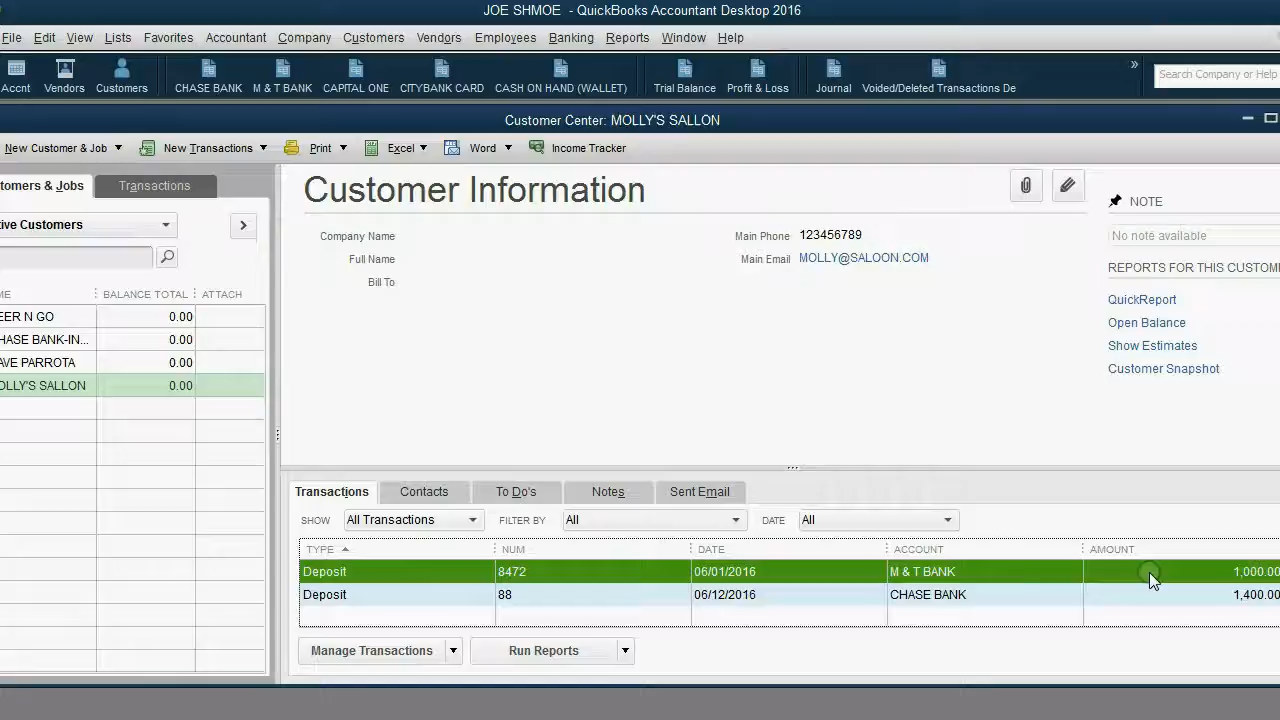 JOE SHMOE - QuickBooks Accountant Desktop 2016
File Edit View Lists Favorites Accountant Company Customers Vendors Employees Banking Reports Window Help
Accnt Vendors Customers CHASE BANK M & T BANK CAPITAL ONE CITYBANK CARD CASH ON HAND (WALLET) Trial Balance Profit & Loss Journal Voided/Deleted Transactions De » Search Company or Help
Customer Center: MOLLY'S SALLON
New Customer & Job New Transactions Print Excel Word Income Tracker
tomers & Jobs Transactions
tive Customers
ME BALANCE TOTAL ATTACH
EER N GO 0.00
HASE BANK-IN... 0.00
AVE PARROTA 0.00
OLLY'S SALLON 0.00
Customer Information
Company Name
Full Name
Bill To
Main Phone 123456789
Main Email MOLLY@SALOON.COM
NOTE
No note available
REPORTS FOR THIS CUSTOME
QuickReport
Open Balance
Show Estimates
Customer Snapshot
Transactions Contacts To Do's Notes Sent Email
SHOW All Transactions FILTER BY All DATE All
TYPE NUM DATE ACCOUNT AMOUNT
Deposit 8472 06/01/2016 M & T BANK 1,000.00
Deposit 88 06/12/2016 CHASE BANK 1,400.00
Manage Transactions Run Reports